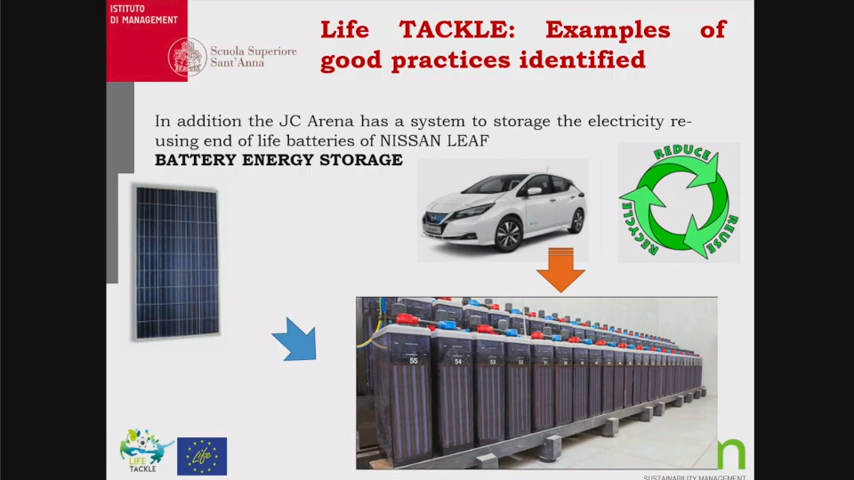 ISTITUTO
DI MANAGEMENT
Scuola Superiore
Sant'Anna
Life TACKLE: Examples of
good practices identified
In addition the JC Arena has a system to storage the electricity re-
using end of life batteries of NISSAN LEAF
BATTERY ENERGY STORAGE
REDUCE
REUSE
RECYCLE
55
54
53
52
LIFE
TACKLE
Life
n
SUSTAINABILITY MANAGEMENT